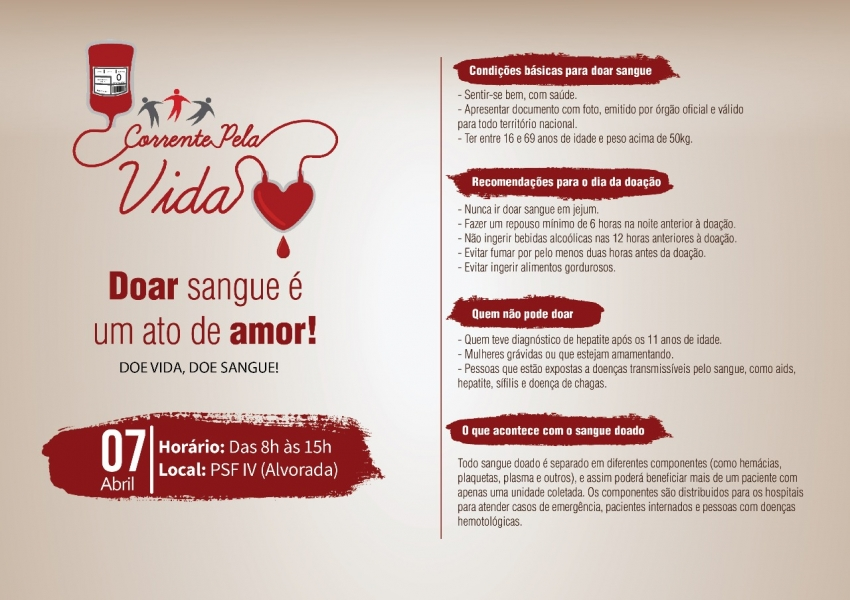 Corrente Pela
Vida
Doar sangue é
um ato de amor!
DOE VIDA, DOE SANGUE!
07
Abril
Horário: Das 8h às 15h
Local: PSF IV (Alvorada)
Condições básicas para doar sangue
- Sentir-se bem, com saúde.
- Apresentar documento com foto, emitido por órgão oficial e válido
para todo território nacional.
- Ter entre 16 e 69 anos de idade e peso acima de 50kg.
Recomendações para o dia da doação
- Nunca ir doar sangue em jejum.
- Fazer um repouso mínimo de 6 horas na noite anterior à doação.
- Não ingerir bebidas alcoólicas nas 12 horas anteriores à doação.
- Evitar fumar por pelo menos duas horas antes da doação.
- Evitar ingerir alimentos gordurosos.
Quem não pode doar
- Quem teve diagnóstico de hepatite após os 11 anos de idade.
- Mulheres grávidas ou que estejam amamentando.
- Pessoas que estão expostas a doenças transmissíveis pelo sangue, como aids,
hepatite, sífilis e doença de chagas.
O que acontece com o sangue doado
Todo sangue doado é separado em diferentes componentes (como hemácias,
plaquetas, plasma e outros), e assim poderá beneficiar mais de um paciente com
apenas uma unidade coletada. Os componentes são distribuidos para os hospitais
para atender casos de emergência, pacientes internados e pessoas com doenças
hemotológicas.